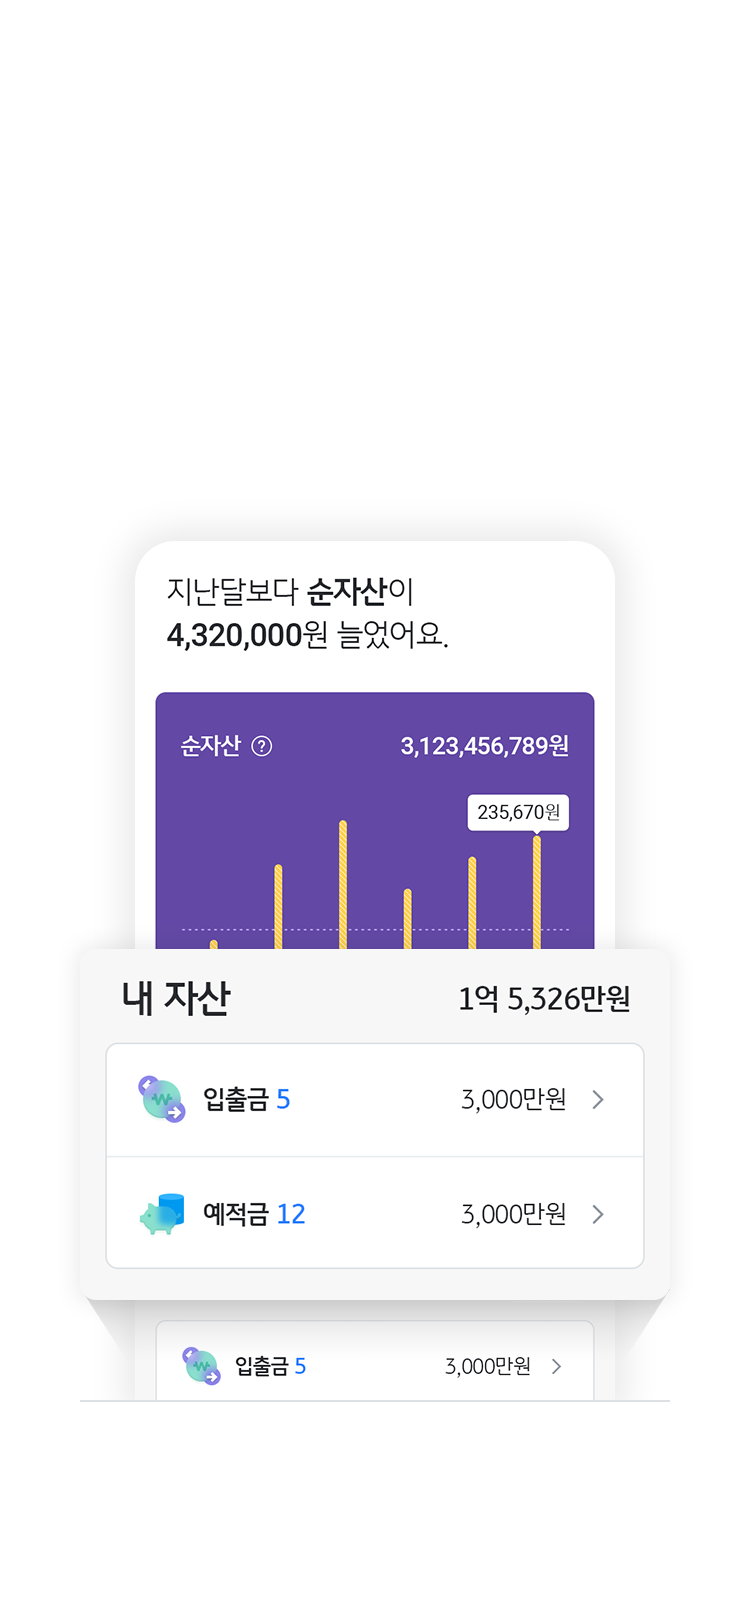 지난달보다 순자산이
4,320,000원 늘었어요.
순자산 ? 3,123,456,789원
235,670원
내 자산 1억 5,326만원
입출금 5 3,000만원
예적금 12 3,000만원
입출금 5 3,000만원